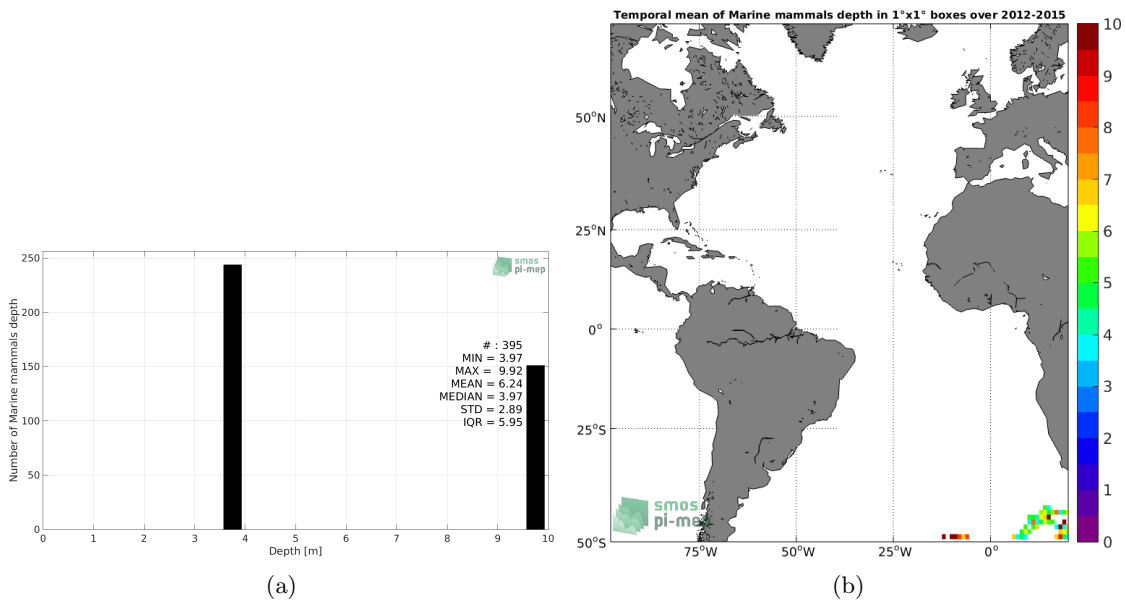 Temporal mean of Marine mammals depth in 1°x1° boxes over 2012-2015
250
200
150
100
50
0
Number of Marine mammals depth
0 1 2 3 4 5 6 7 8 9 10
Depth [m]
smos
pi-mep
# : 395
MIN = 3.97
MAX = 9.92
MEAN = 6.24
MEDIAN = 3.97
STD = 2.89
IQR = 5.95
(a)
50°N
25°N
0°
25°S
50°S
75°W 50°W 25°W 0°
smos
pi-mep
10
9
8
7
6
5
4
3
2
1
0
(b)